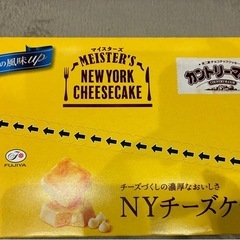 の風味up
マイスターズ
MEISTER'S
NEW YORK
CHEESECAKE
カントリーマ
FUJIYA
チーズづくしの濃厚なおいしさ
NYチーズケ